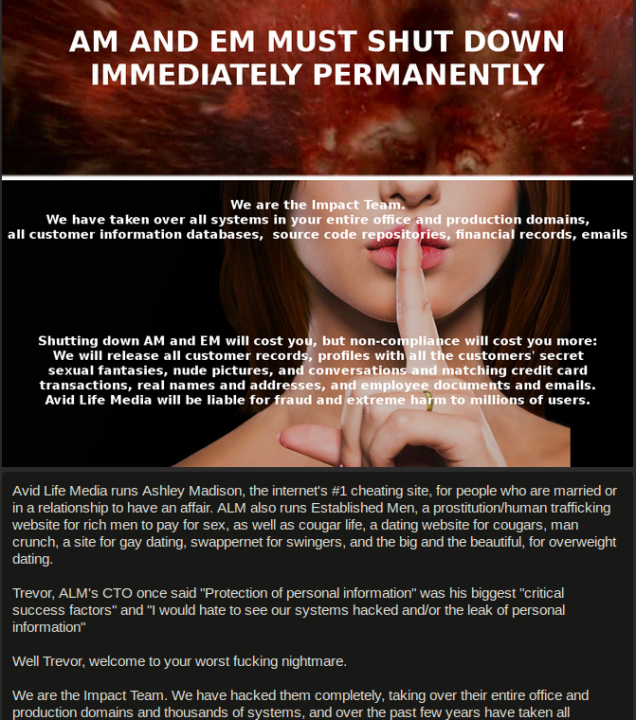 AM AND EM MUST SHUT DOWN
IMMEDIATELY PERMANENTLY
We are the Impact Team.
We have taken over all systems in your entire office and production domains,
all customer information databases, source code repositories, financial records, emails
Shutting down AM and EM will cost you, but non-compliance will cost you more:
We will release all customer records, profiles with all the customers' secret
sexual fantasies, nude pictures, and conversations and matching credit card
transactions, real names and addresses, and employee documents and emails.
Avid Life Media will be liable for fraud and extreme harm to millions of users.
Avid Life Media runs Ashley Madison, the internet's #1 cheating site, for people who are married or
in a relationship to have an affair. ALM also runs Established Men, a prostitution/human trafficking
website for rich men to pay for sex, as well as cougar life, a dating website for cougars, man
crunch, a site for gay dating, swappernet for swingers, and the big and the beautiful, for overweight
dating.
Trevor, ALM's CTO once said "Protection of personal information" was his biggest "critical
success factors" and "I would hate to see our systems hacked and/or the leak of personal
information"
Well Trevor, welcome to your worst fucking nightmare.
We are the Impact Team. We have hacked them completely, taking over their entire office and
production domains and thousands of systems, and over the past few years have taken all